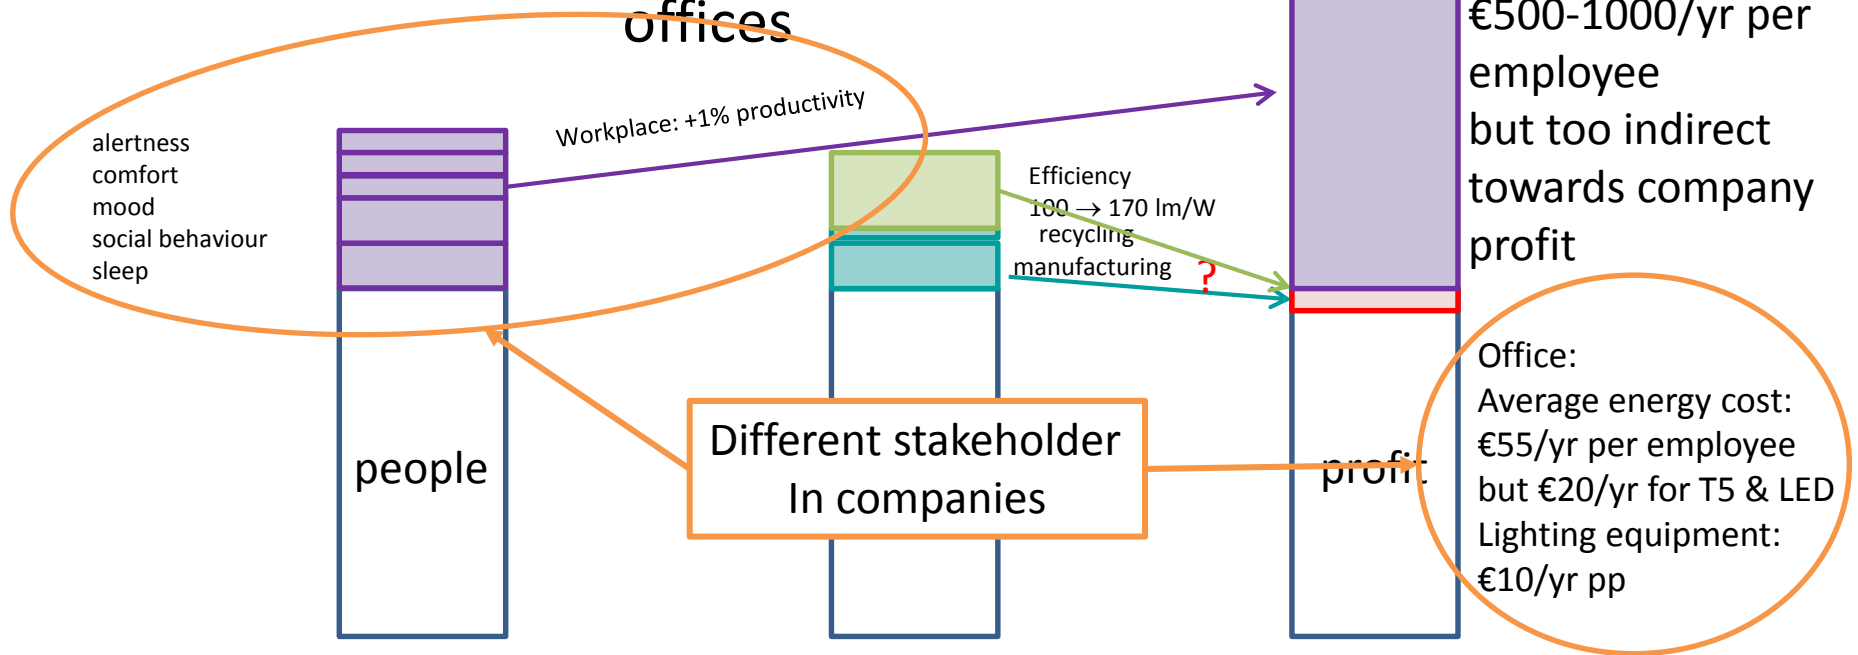 offices
€500-1000/yr per
employee
but too indirect
towards company
profit
Workplace: +1% productivity
alertness
comfort
mood
social behaviour
sleep
Efficiency
100 → 170 lm/W
recycling
manufacturing
?
Different stakeholder
In companies
people
profit
Office:
Average energy cost:
€55/yr per employee
but €20/yr for T5 & LED
Lighting equipment:
€10/yr pp